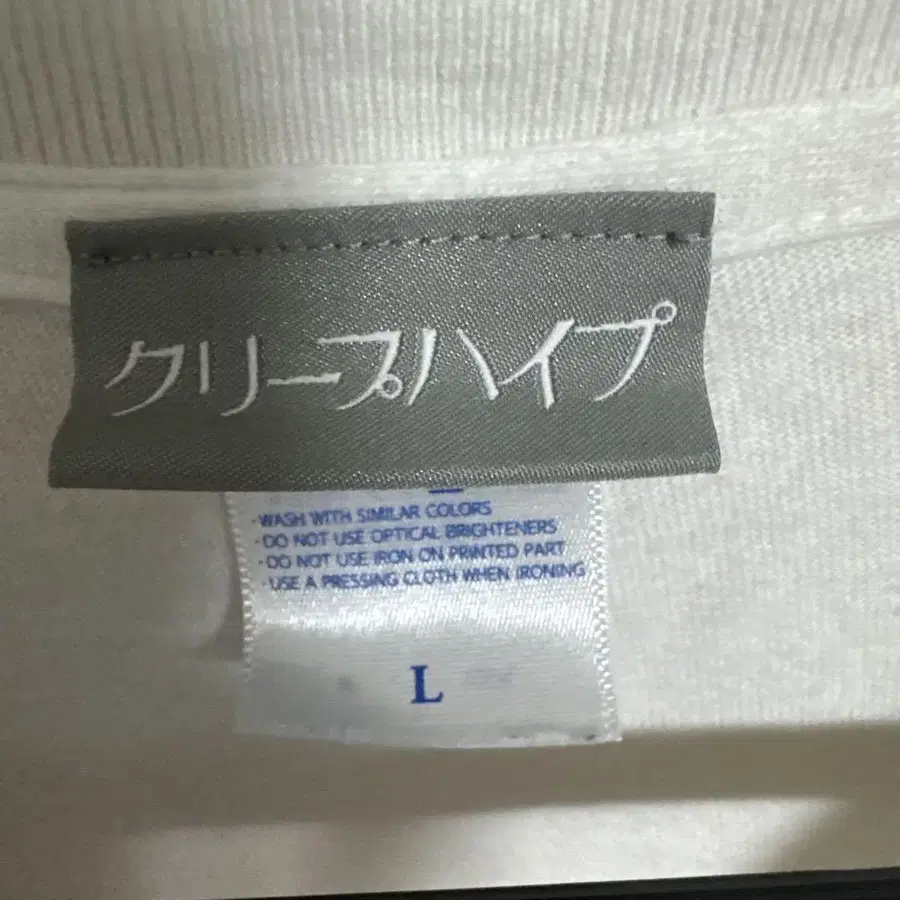 クリープハイプ
・WASH WITH SIMILAR COLORS
・DO NOT USE OPTICAL BRIGHTENERS
・DO NOT USE IRON ON PRINTED PART
・USE A PRESSING CLOTH WHEN IRONING
L